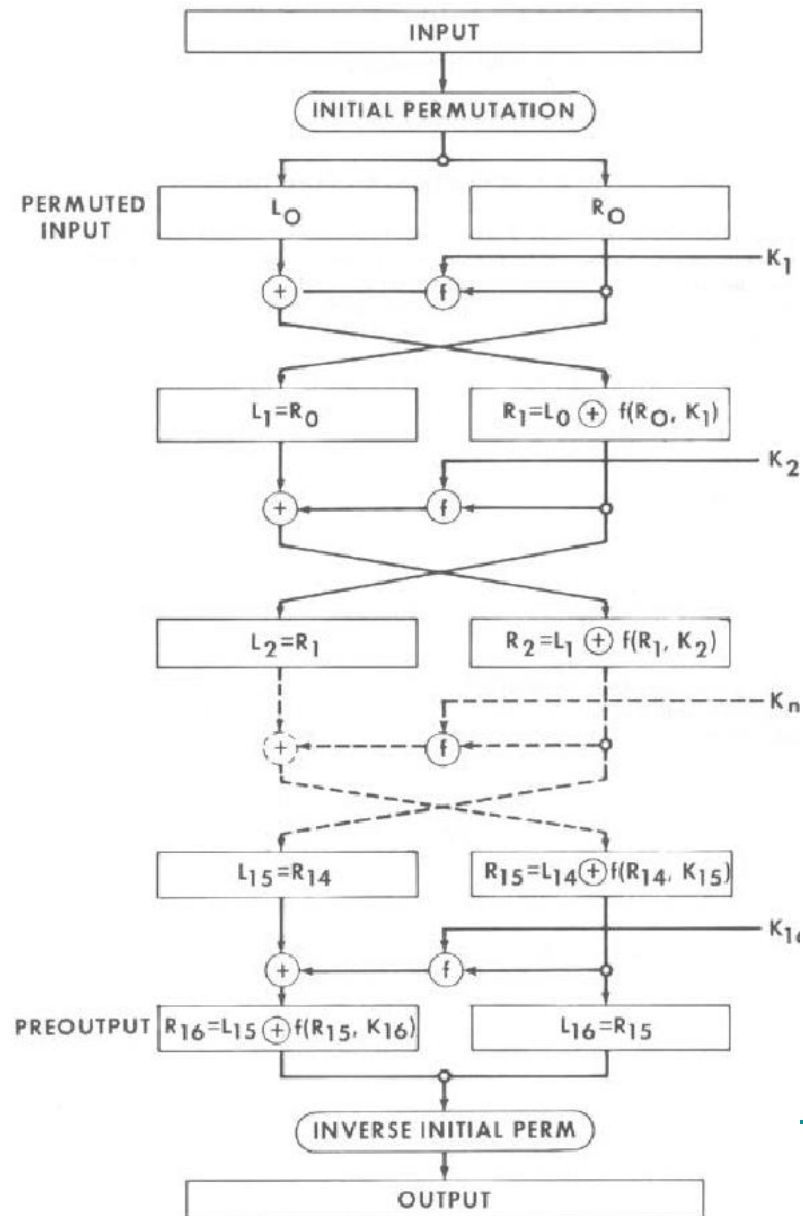 INPUT
INITIAL PERMUTATION
PERMUTED
INPUT
L₀
R₀
K₁
+
f
L₁=R₀
R₁=L₀ ⊕ f(R₀, K₁)
K₂
+
f
L₂=R₁
R₂=L₁ ⊕ f(R₁, K₂)
Kₙ
+
f
L₁₅=R₁₄
R₁₅=L₁₄ ⊕ f(R₁₄, K₁₅)
K₁₆
+
f
PREOUTPUT
R₁₆=L₁₅ ⊕ f(R₁₅, K₁₆)
L₁₆=R₁₅
INVERSE INITIAL PERM
OUTPUT